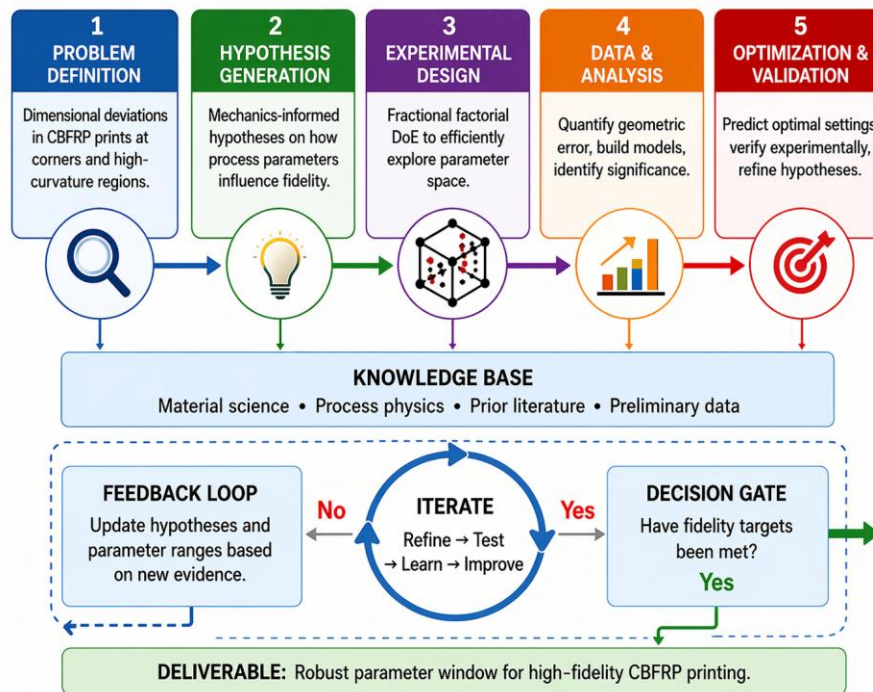 1
PROBLEM
DEFINITION
Dimensional deviations
in CBFRP prints at
corners and high-
curvature regions.
2
HYPOTHESIS
GENERATION
Mechanics-informed
hypotheses on how
process parameters
influence fidelity.
3
EXPERIMENTAL
DESIGN
Fractional factorial
DoE to efficiently
explore parameter
space.
4
DATA &
ANALYSIS
Quantify geometric
error, build models,
identify significance.
5
OPTIMIZATION &
VALIDATION
Predict optimal settings,
verify experimentally,
refine hypotheses.
KNOWLEDGE BASE
Material science • Process physics • Prior literature • Preliminary data
FEEDBACK LOOP
Update hypotheses and
parameter ranges based
on new evidence.
No
ITERATE
Refine → Test
→ Learn → Improve
Yes
DECISION GATE
Have fidelity targets
been met?
Yes
DELIVERABLE: Robust parameter window for high-fidelity CBFRP printing.